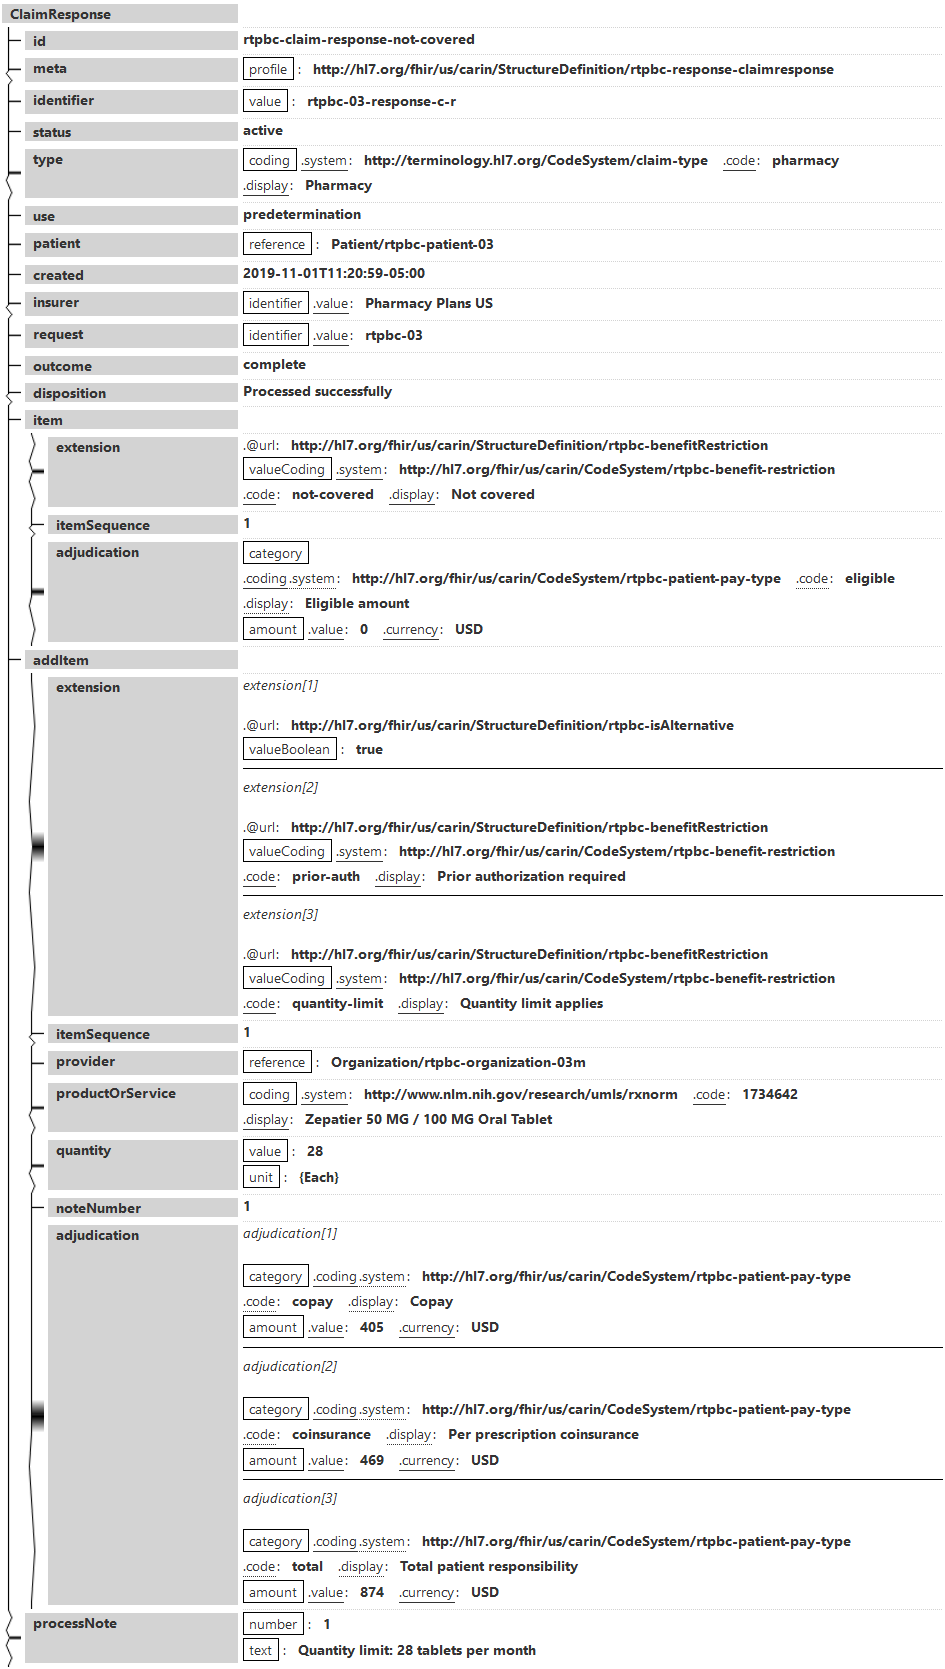 ClaimResponse
id rtpbc-claim-response-not-covered
meta profile : http://hl7.org/fhir/us/carin/StructureDefinition/rtpbc-response-claimresponse
identifier value : rtpbc-03-response-c-r
status active
type coding .system: http://terminology.hl7.org/CodeSystem/claim-type .code: pharmacy
.display: Pharmacy
use predetermination
patient reference : Patient/rtpbc-patient-03
created 2019-11-01T11:20:59-05:00
insurer identifier .value: Pharmacy Plans US
request identifier .value: rtpbc-03
outcome complete
disposition Processed successfully
item
extension .@url: http://hl7.org/fhir/us/carin/StructureDefinition/rtpbc-benefitRestriction
valueCoding .system: http://hl7.org/fhir/us/carin/CodeSystem/rtpbc-benefit-restriction
.code: not-covered .display: Not covered
itemSequence 1
adjudication category
.coding.system: http://hl7.org/fhir/us/carin/CodeSystem/rtpbc-patient-pay-type .code: eligible
.display: Eligible amount
amount .value: 0 .currency: USD
addItem
extension extension[1]
.@url: http://hl7.org/fhir/us/carin/StructureDefinition/rtpbc-isAlternative
valueBoolean : true
extension[2]
.@url: http://hl7.org/fhir/us/carin/StructureDefinition/rtpbc-benefitRestriction
valueCoding .system: http://hl7.org/fhir/us/carin/CodeSystem/rtpbc-benefit-restriction
.code: prior-auth .display: Prior authorization required
extension[3]
.@url: http://hl7.org/fhir/us/carin/StructureDefinition/rtpbc-benefitRestriction
valueCoding .system: http://hl7.org/fhir/us/carin/CodeSystem/rtpbc-benefit-restriction
.code: quantity-limit .display: Quantity limit applies
itemSequence 1
provider reference : Organization/rtpbc-organization-03m
productOrService coding .system: http://www.nlm.nih.gov/research/umls/rxnorm .code: 1734642
.display: Zepatier 50 MG / 100 MG Oral Tablet
quantity value : 28
unit : {Each}
noteNumber 1
adjudication adjudication[1]
category .coding.system: http://hl7.org/fhir/us/carin/CodeSystem/rtpbc-patient-pay-type
.code: copay .display: Copay
amount .value: 405 .currency: USD
adjudication[2]
category .coding.system: http://hl7.org/fhir/us/carin/CodeSystem/rtpbc-patient-pay-type
.code: coinsurance .display: Per prescription coinsurance
amount .value: 469 .currency: USD
adjudication[3]
category .coding.system: http://hl7.org/fhir/us/carin/CodeSystem/rtpbc-patient-pay-type
.code: total .display: Total patient responsibility
amount .value: 874 .currency: USD
processNote number : 1
text : Quantity limit: 28 tablets per month